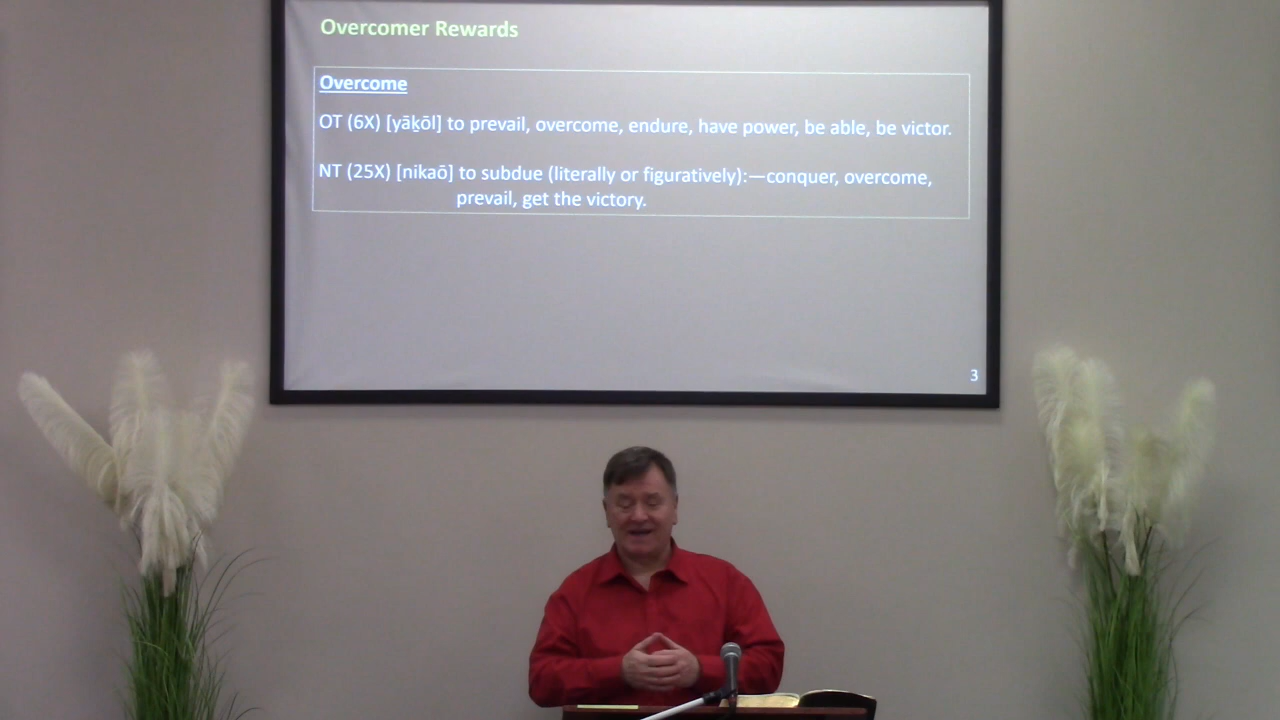 Overcomer Rewards
Overcome
OT (6X) [yāḵōl] to prevail, overcome, endure, have power, be able, be victor.
NT (25X) [nikaō] to subdue (literally or figuratively):—conquer, overcome,
prevail, get the victory.
3